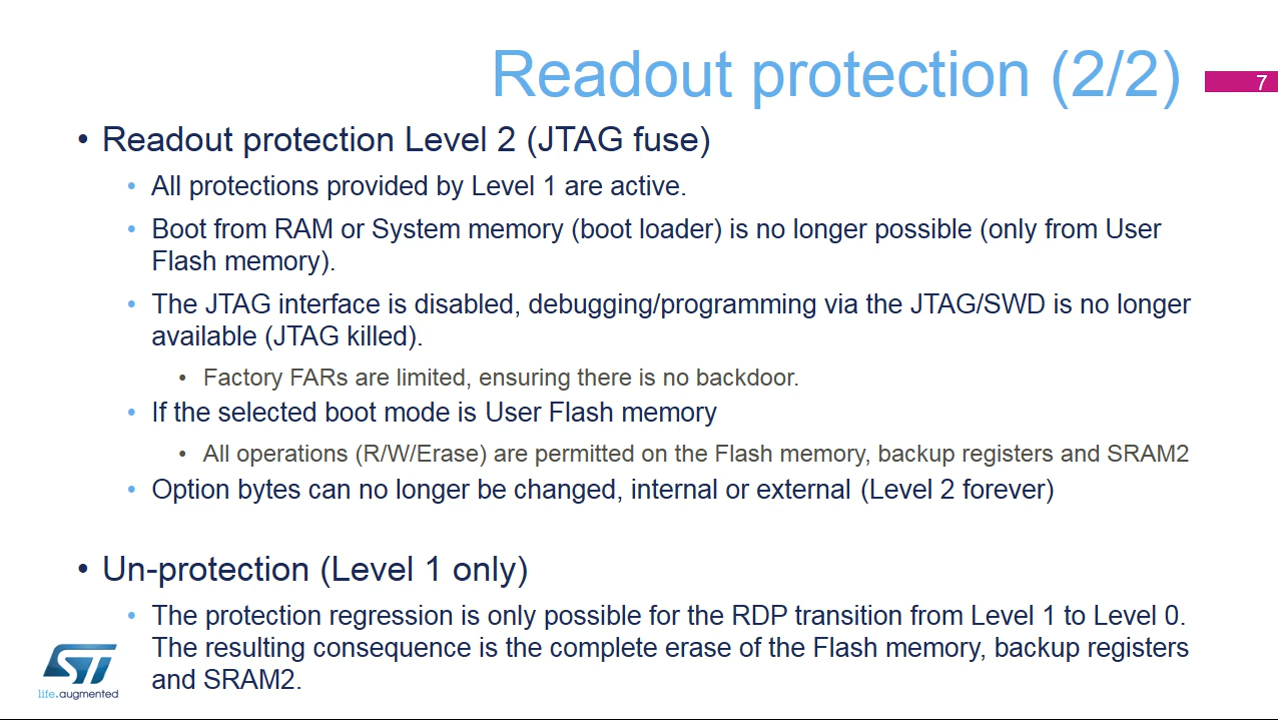 Readout protection (2/2)
7
• Readout protection Level 2 (JTAG fuse)
• All protections provided by Level 1 are active.
• Boot from RAM or System memory (boot loader) is no longer possible (only from User
Flash memory).
• The JTAG interface is disabled, debugging/programming via the JTAG/SWD is no longer
available (JTAG killed).
• Factory FARs are limited, ensuring there is no backdoor.
• If the selected boot mode is User Flash memory
• All operations (R/W/Erase) are permitted on the Flash memory, backup registers and SRAM2
• Option bytes can no longer be changed, internal or external (Level 2 forever)
• Un-protection (Level 1 only)
• The protection regression is only possible for the RDP transition from Level 1 to Level 0.
The resulting consequence is the complete erase of the Flash memory, backup registers
and SRAM2.
ST
life.augmented